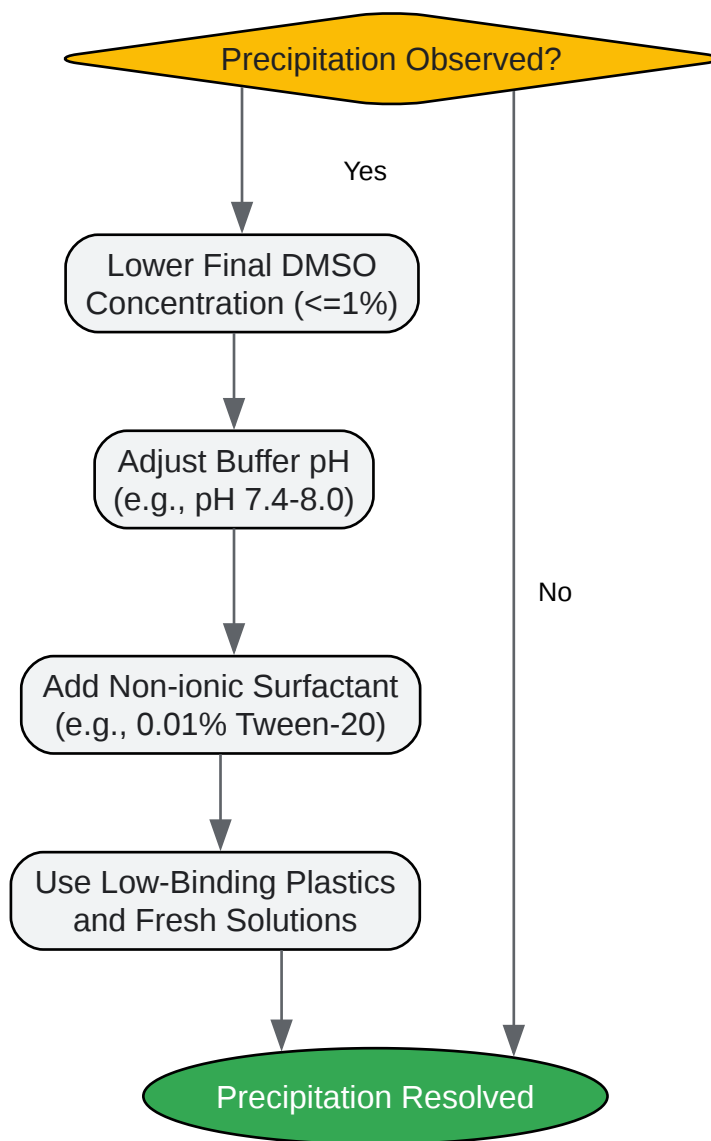 Precipitation Observed?
Yes
Lower Final DMSO
Concentration (<=1%)
Adjust Buffer pH
(e.g., pH 7.4-8.0)
No
Add Non-ionic Surfactant
(e.g., 0.01% Tween-20)
Use Low-Binding Plastics
and Fresh Solutions
Precipitation Resolved